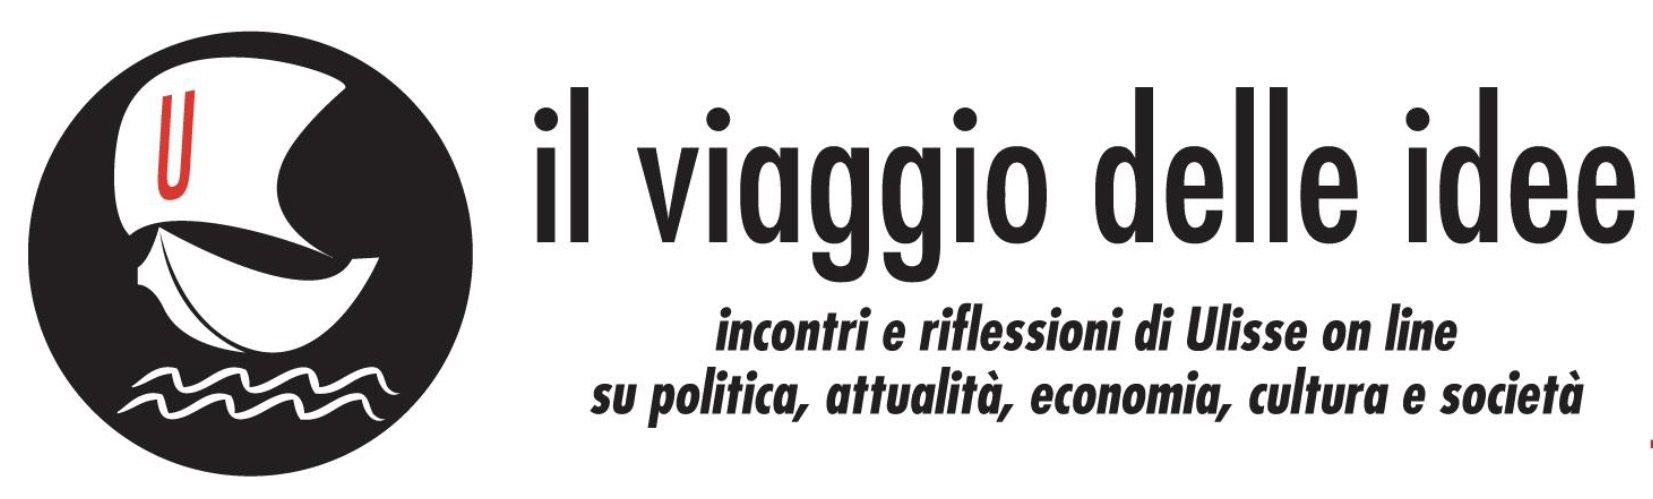 U
il viaggio delle idee
incontri e riflessioni di Ulisse on line
su politica, attualità, economia, cultura e società